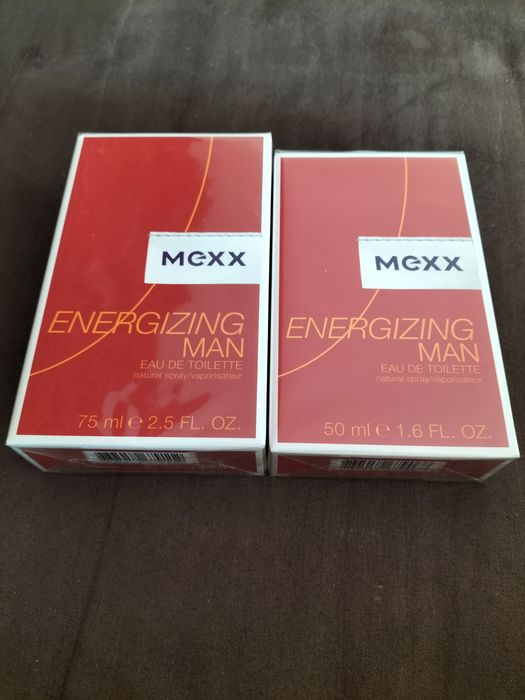 Mexx
ENERGIZING
MAN
EAU DE TOILETTE
natural spray/vaporisateur
75 ml e 2.5 FL. OZ.
Mexx
ENERGIZING
MAN
EAU DE TOILETTE
natural spray/vaporisateur
50 ml e 1.6 FL. OZ.